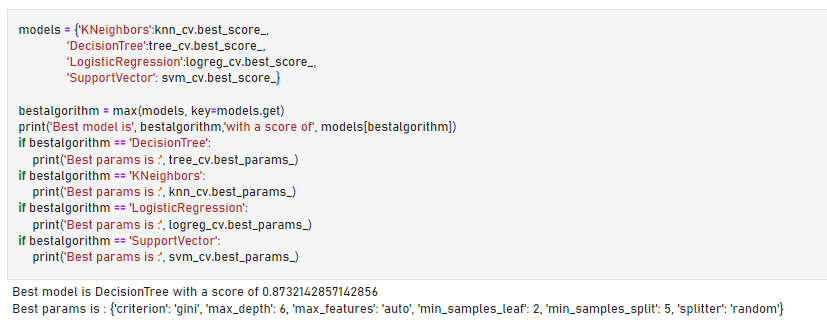 models = {'KNeighbors':knn_cv.best_score_,
'DecisionTree':tree_cv.best_score_,
'LogisticRegression':logreg_cv.best_score_,
'SupportVector': svm_cv.best_score_}
bestalgorithm = max(models, key=models.get)
print('Best model is', bestalgorithm,'with a score of', models[bestalgorithm])
if bestalgorithm == 'DecisionTree':
print('Best params is :', tree_cv.best_params_)
if bestalgorithm == 'KNeighbors':
print('Best params is :', knn_cv.best_params_)
if bestalgorithm == 'LogisticRegression':
print('Best params is :', logreg_cv.best_params_)
if bestalgorithm == 'SupportVector':
print('Best params is :', svm_cv.best_params_)
Best model is DecisionTree with a score of 0.8732142857142856
Best params is : {'criterion': 'gini', 'max_depth': 6, 'max_features': 'auto', 'min_samples_leaf': 2, 'min_samples_split': 5, 'splitter': 'random'}